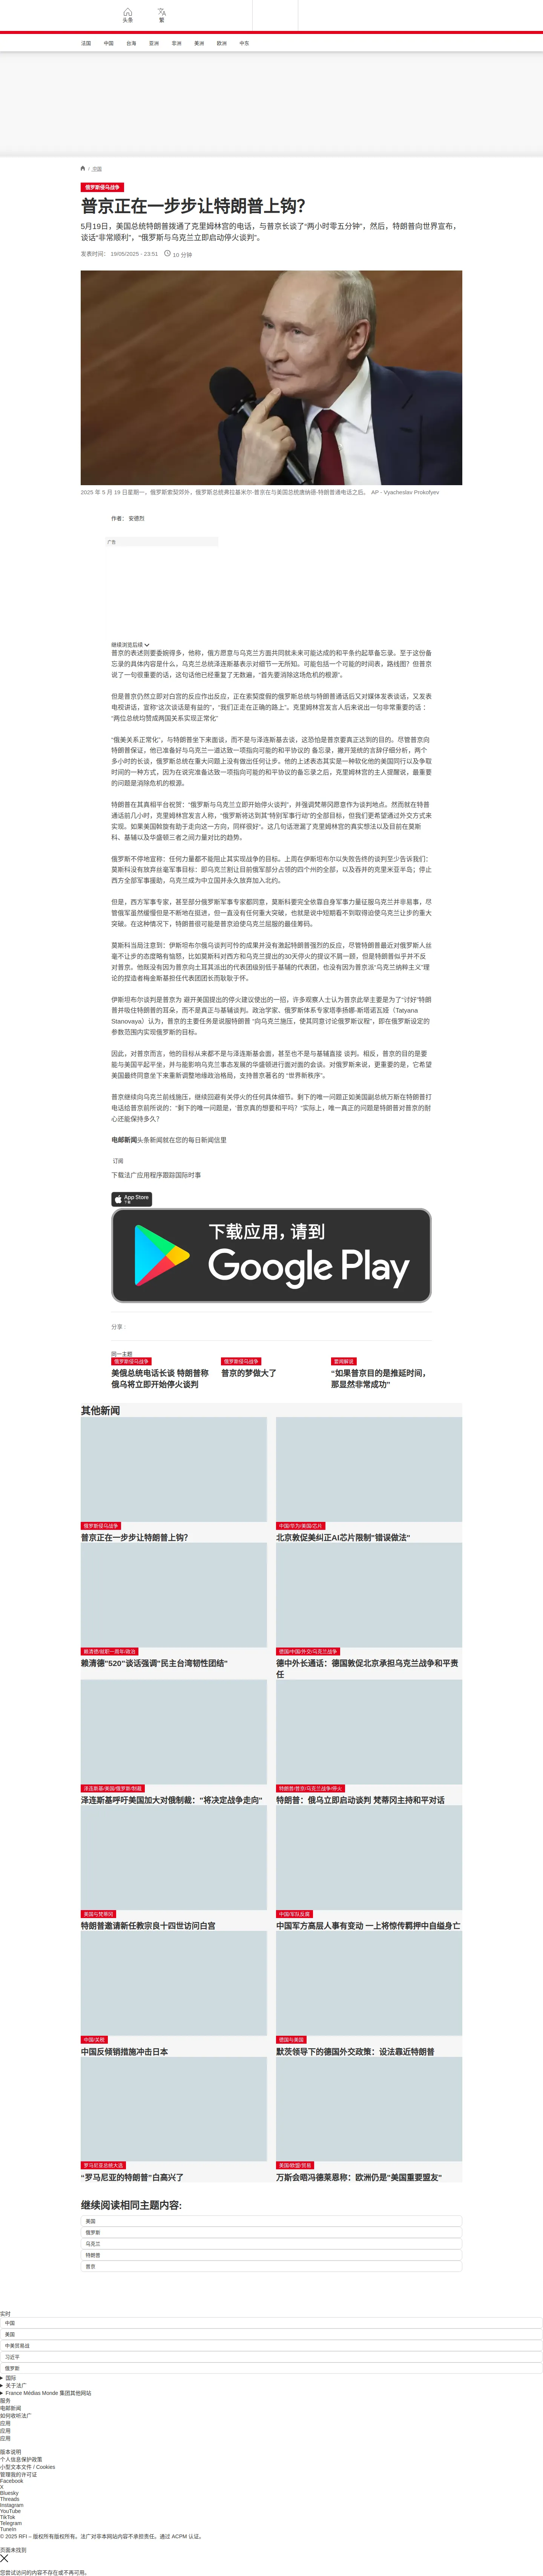 头条
繁
法国
中国
台海
亚洲
非洲
美洲
欧洲
中东
/ 中国
俄罗斯侵乌战争
普京正在一步步让特朗普上钩?
5月19日，美国总统特朗普拨通了克里姆林宫的电话，与普京长谈了“两小时零五分钟”，然后，特朗普向世界宣布，
谈话“非常顺利”，“俄罗斯与乌克兰立即启动停火谈判”。
发表时间： 19/05/2025 - 23:51 10 分钟
2025 年 5 月 19 日星期一，俄罗斯索契郊外，俄罗斯总统弗拉基米尔·普京在与美国总统唐纳德·特朗普通电话之后。 AP - Vyacheslav Prokofyev
作者： 安德烈
广告
继续浏览后续
普京的表述则要委婉得多，他称，俄方愿意与乌克兰方面共同就未来可能达成的和平条约起草备忘录，至于这份备
忘录的具体内容是什么，乌克兰总统泽连斯基表示对细节一无所知。可能包括一个可能的时间表，路线图？但普京
说了一句很重要的话，这句话他已经重复了无数遍，“首先要消除这场危机的根源”。
但是普京仍然立即对白宫的反应作出反应，正在索契度假的俄罗斯总统与特朗普通话后又对媒体发表谈话，又发表
电视讲话，宣称“这次谈话是有益的”，“我们正走在正确的路上”。克里姆林宫发言人后来说出一句非常重要的话：
“两位总统均赞成两国关系实现正常化”
“俄美关系正常化”，与特朗普坐下来面谈，而不是与泽连斯基去谈，这恐怕是普京要真正达到的目的。尽管普京向
特朗普保证，他已准备好与乌克兰一道达致一项指向可能的和平协议的 备忘录，撇开笼统的言辞仔细分析，两个
多小时的长谈，俄罗斯总统在重大问题上没有做出任何让步。他的上述表态其实是一种软化他的美国同行以及争取
时间的一种方式，因为在说完准备达致一项指向可能的和平协议的备忘录之后，克里姆林宫的主人提醒说，最重要
的问题是消除危机的根源。
特朗普在其真相平台祝贺：“俄罗斯与乌克兰立即开始停火谈判”，并强调梵蒂冈愿意作为谈判地点。然而就在特普
通话前几小时，克里姆林宫发言人称，“俄罗斯将达到其“特别军事行动”的全部目标，但我们更希望通过外交方式来
实现。如果美国斡旋有助于走向这一方向，同样很好”。这几句话泄漏了克里姆林宫的真实想法以及目前在莫斯
科、基辅以及华盛顿三者之间力量对比的趋势。
俄罗斯不停地宣称：任何力量都不能阻止其实现战争的目标。上周在伊斯坦布尔以失败告终的谈判至少告诉我们：
莫斯科没有放弃丝毫军事目标：即乌克兰割让目前俄军部分占领的四个州的全部，以及吞并的克里米亚半岛；停止
西方全部军事援助，乌克兰成为中立国并永久放弃加入北约。
但是，西方军事专家，甚至部分俄罗斯军事专家都同意，莫斯科要完全依靠自身军事力量征服乌克兰并非易事，尽
管俄军虽然缓慢但是不断地在挺进，但一直没有任何重大突破，也就是说中短期看不到取得迫使乌克兰让步的重大
突破。在这种情况下，特朗普很可能是普京迫使乌克兰屈服的最佳筹码。
莫斯科当局注意到：伊斯坦布尔俄乌谈判可怜的成果并没有激起特朗普强烈的反应，尽管特朗普最近对俄罗斯人丝
毫不让步的态度略有恼怒，比如莫斯科对西方和乌克兰提出的30天停火的提议不屑一顾，但是特朗普似乎并不反
对普京。他既没有因为普京向土耳其派出的代表团级别低于基辅的代表团，也没有因为普京派“乌克兰纳粹主义”理
论的捏造者梅金斯基担任代表团团长而耿耿于怀。
伊斯坦布尔谈判是普京为 避开美国提出的停火建议使出的一招，许多观察人士认为普京此举主要是为了“讨好”特朗
普并吸住特朗普的耳朵，而不是真正与基辅谈判。政治学家、俄罗斯体系专家塔季扬娜·斯塔诺瓦娅（Tatyana
Stanovaya）认为，普京的主要任务是说服特朗普 “向乌克兰施压，使其同意讨论俄罗斯议程”，即在俄罗斯设定的
参数范围内实现俄罗斯的目标。
因此，对普京而言，他的目标从来都不是与泽连斯基会面，甚至也不是与基辅直接 谈判。相反，普京的目的是要
能与美国平起平坐，并与能影响乌克兰事态发展的华盛顿进行面对面的会谈。对俄罗斯来说，更重要的是，它希望
美国最终同意坐下来重新调整地缘政治格局，支持普京著名的 “世界新秩序”。
普京继续向乌克兰前线施压，继续回避有关停火的任何具体细节。剩下的唯一问题正如美国副总统万斯在特朗普打
电话给普京前所说的：“剩下的唯一问题是，‘普京真的想要和平吗？’实际上，唯一真正的问题是特朗普对普京的耐
心还能保持多久？
电邮新闻头条新闻就在您的每日新闻信里
订阅
下载法广应用程序跟踪国际时事
App Store
下载
下载应用，请到
Google Play
分享 :
同一主题
俄罗斯侵乌战争
美俄总统电话长谈 特朗普称
俄乌将立即开始停火谈判
俄罗斯侵乌战争
普京的梦做大了
要闻解说
“如果普京目的是推延时间，
那显然非常成功”
其他新闻
俄罗斯侵乌战争
普京正在一步步让特朗普上钩?
中国/华为/美国/芯片
北京敦促美纠正AI芯片限制"错误做法"
赖清德/就职一周年/政治
赖清德"520"谈话强调"民主台湾韧性团结"
德国/中国/外交/乌克兰战争
德中外长通话：德国敦促北京承担乌克兰战争和平责
任
泽连斯基/美国/俄罗斯/制裁
泽连斯基呼吁美国加大对俄制裁："将决定战争走向"
特朗普/普京/乌克兰战争/停火
特朗普：俄乌立即启动谈判 梵蒂冈主持和平对话
美国与梵蒂冈
特朗普邀请新任教宗良十四世访问白宫
中国/军队反腐
中国军方高层人事有变动 一上将惊传羁押中自缢身亡
中国/关税
中国反倾销措施冲击日本
德国与美国
默茨领导下的德国外交政策：设法靠近特朗普
罗马尼亚总统大选
“罗马尼亚的特朗普”白高兴了
美国/欧盟/贸易
万斯会晤冯德莱恩称：欧洲仍是"美国重要盟友"
继续阅读相同主题内容:
美国
俄罗斯
乌克兰
特朗普
普京
实时
中国
美国
中美贸易战
习近平
俄罗斯
国际
关于法广
France Médias Monde 集团其他网站
服务
电邮新闻
如何收听法广
应用
应用
应用
版本说明
个人信息保护政策
小型文本文件 / Cookies
管理我的许可证
Facebook
X
Bluesky
Threads
Instagram
YouTube
TikTok
Telegram
TuneIn
© 2025 RFI – 版权所有版权所有。法广对非本网站内容不承担责任。通过 ACPM 认证。
页面未找到
您尝试访问的内容不存在或不再可用。